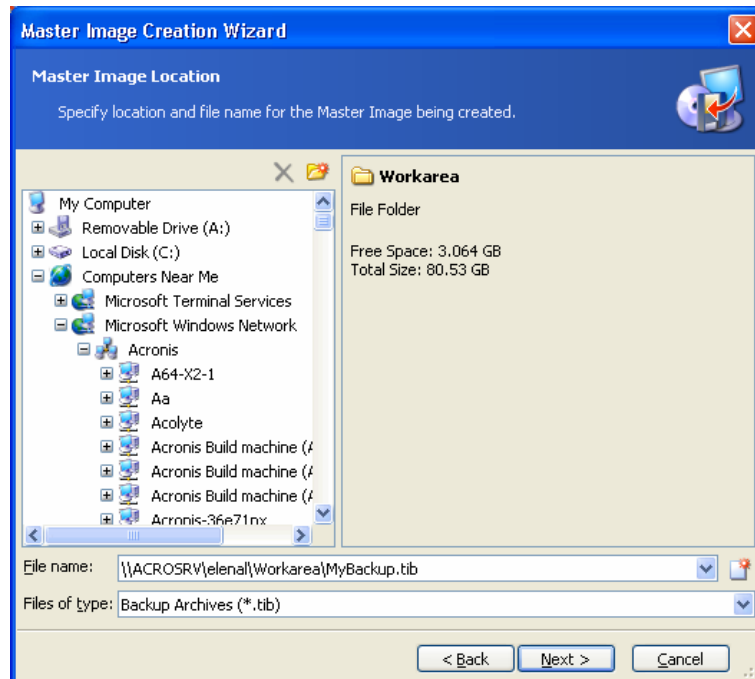 Master Image Creation Wizard
Master Image Location
Specify location and file name for the Master Image being created.
My Computer
Removable Drive (A:)
Local Disk (C:)
Computers Near Me
Microsoft Terminal Services
Microsoft Windows Network
Acronis
A64-X2-1
Aa
Acolyte
Acronis Build machine (A
Acronis Build machine (A
Acronis Build machine (A
Acronis-36e71nx
Workarea
File Folder
Free Space: 3.064 GB
Total Size: 80.53 GB
File name: \\ACROSRV\elenal\Workarea\MyBackup.tib
Files of type: Backup Archives (*.tib)
< Back Next > Cancel